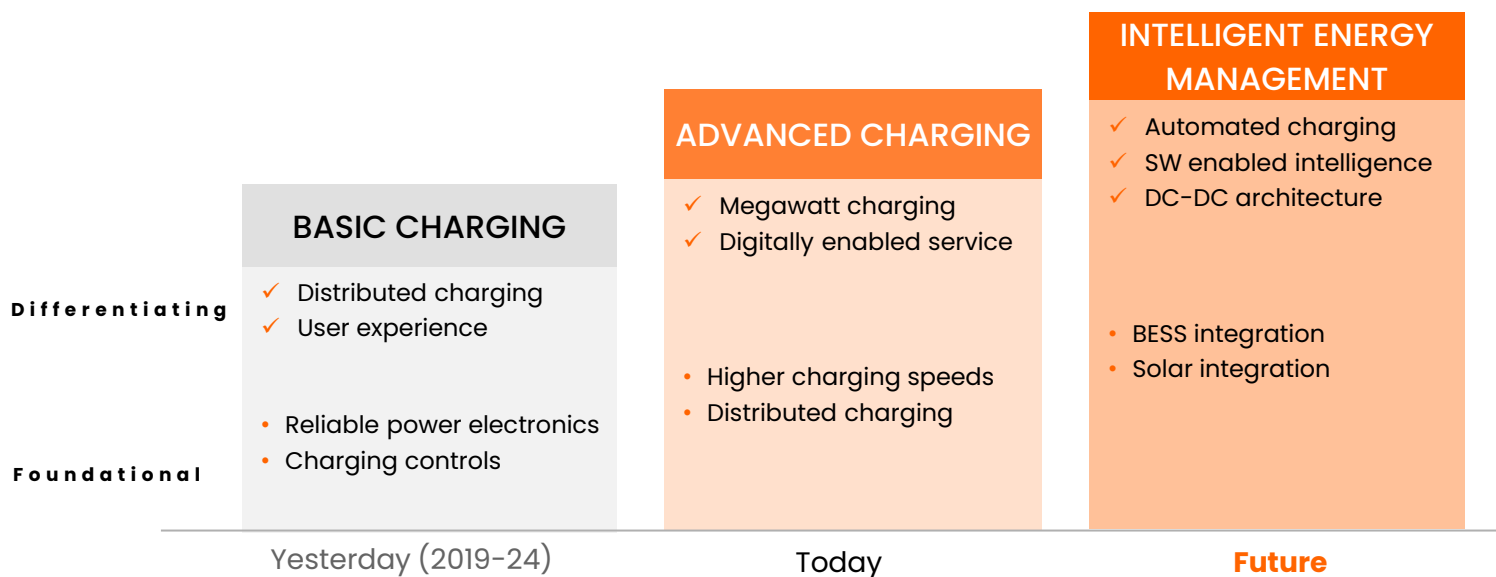 Differentiating
Foundational
BASIC CHARGING
Distributed charging
User experience
Reliable power electronics
Charging controls
Yesterday (2019-24)
ADVANCED CHARGING
Megawatt charging
Digitally enabled service
Higher charging speeds
Distributed charging
Today
INTELLIGENT ENERGY
MANAGEMENT
Automated charging
SW enabled intelligence
DC-DC architecture
BESS integration
Solar integration
Future